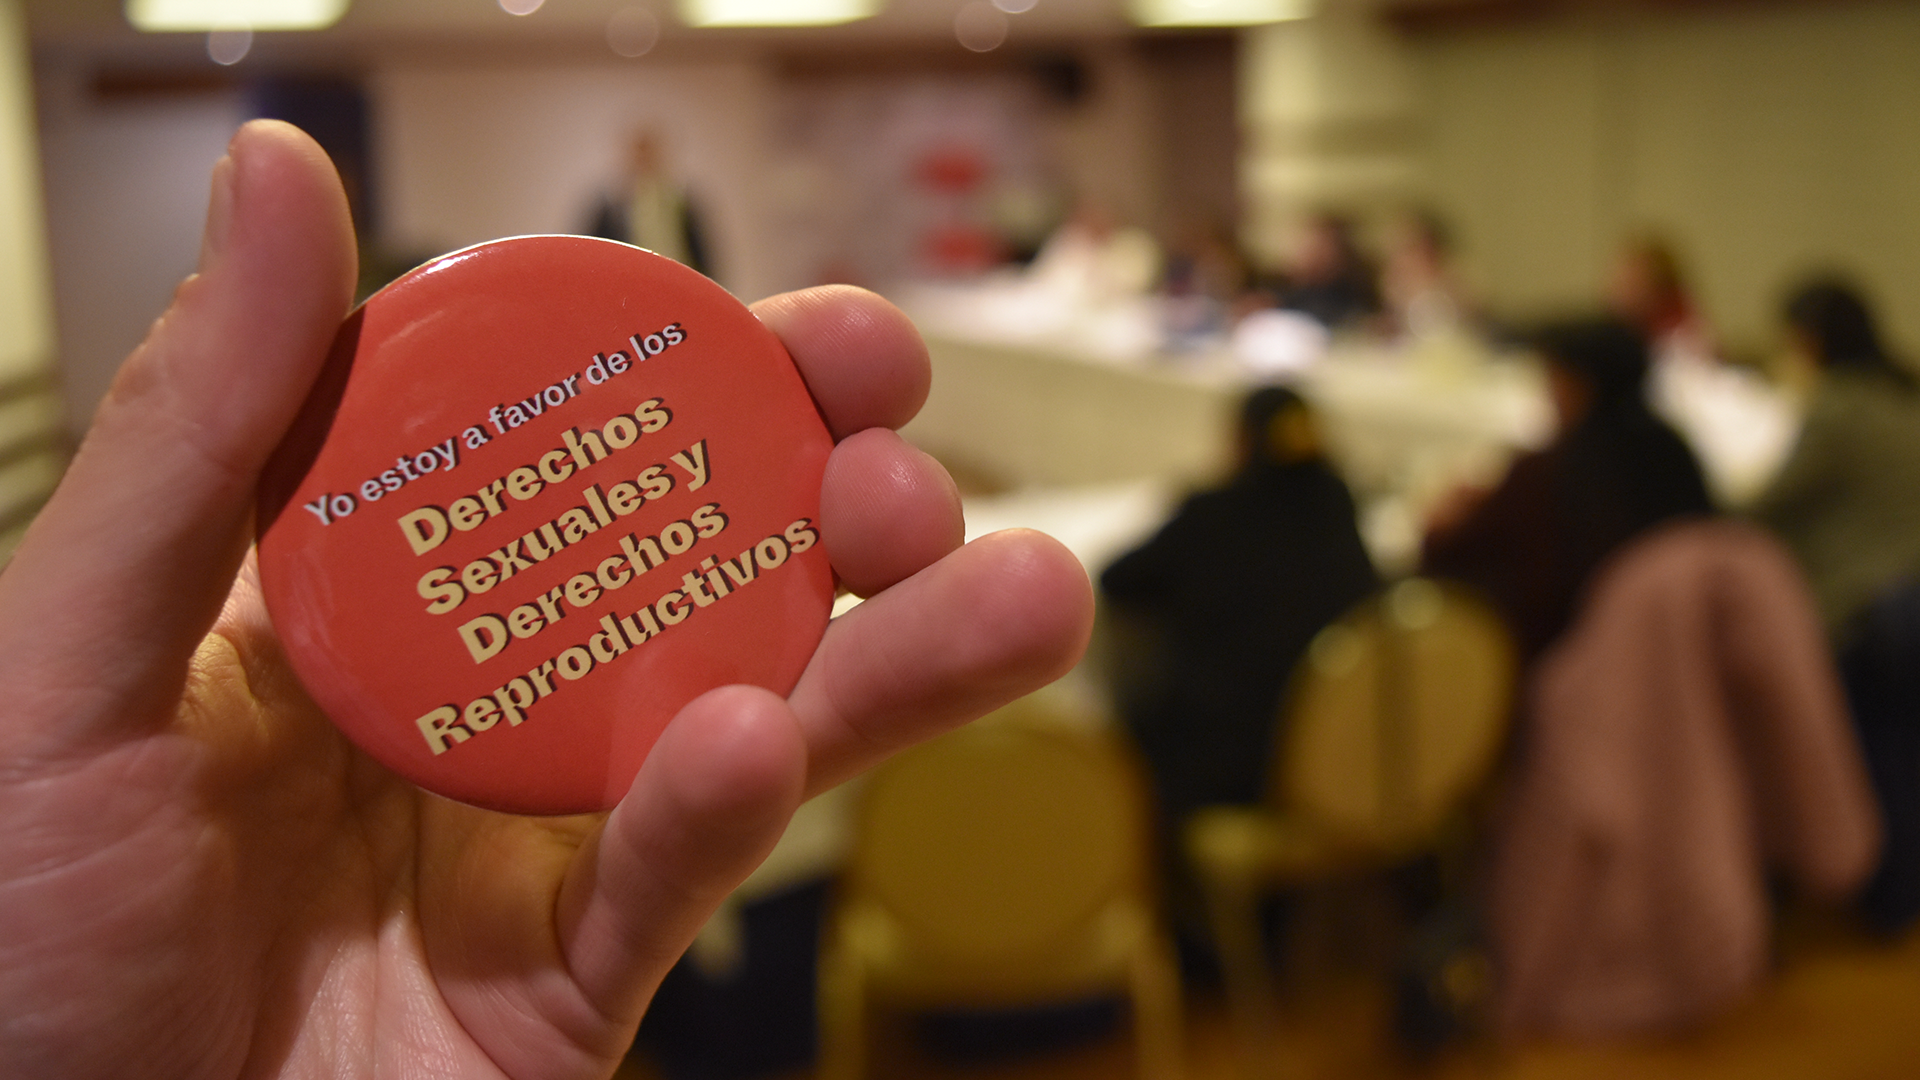 Yo estoy a favor de los
Derechos
Sexuales y
Derechos
Reproductivos